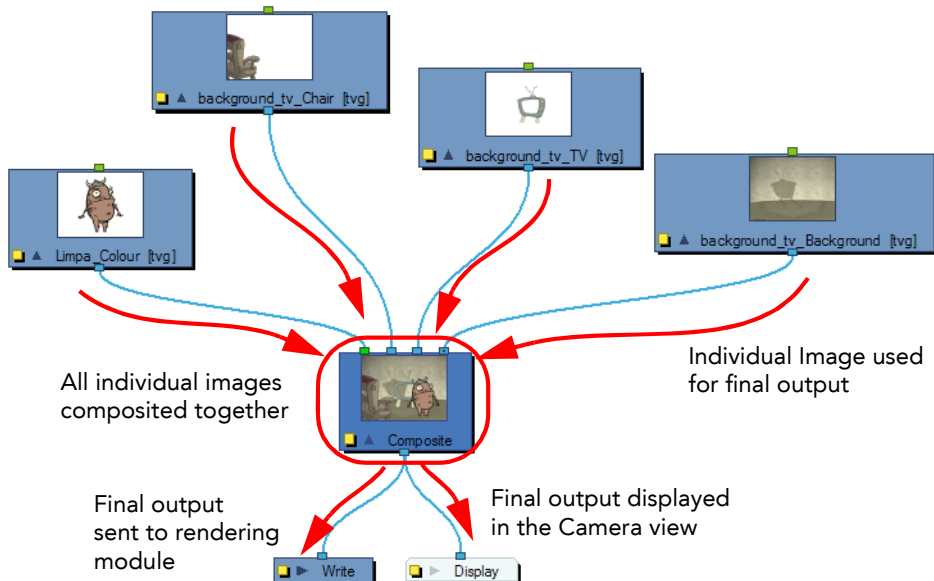 background_tv_Chair [tvg]
background_tv_TV [tvg]
Limpa_Colour [tvg]
background_tv_Background [tvg]
All individual images
composited together
Individual Image used
for final output
Composite
Final output
sent to rendering
module
Final output displayed
in the Camera view
Write
Display